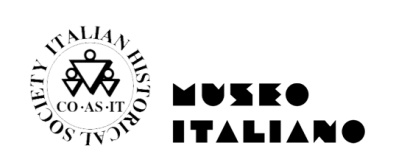 ITALIAN HISTORICAL SOCIETY
CO·AS·IT
MUSEO
ITALIANO